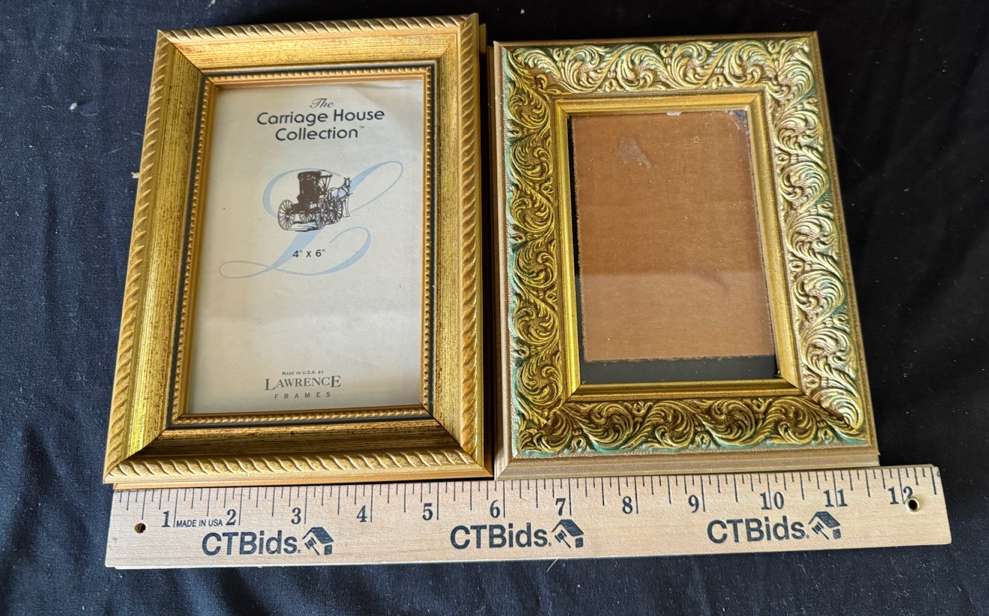 The
Carriage House
Collection™
L
4" x 6"
MADE IN U.S.A. BY
LAWRENCE
FRAMES
1 2 3 4 5 6 7 8 9 10 11 12
MADE IN USA
CTBids. CTBids. CTBids.